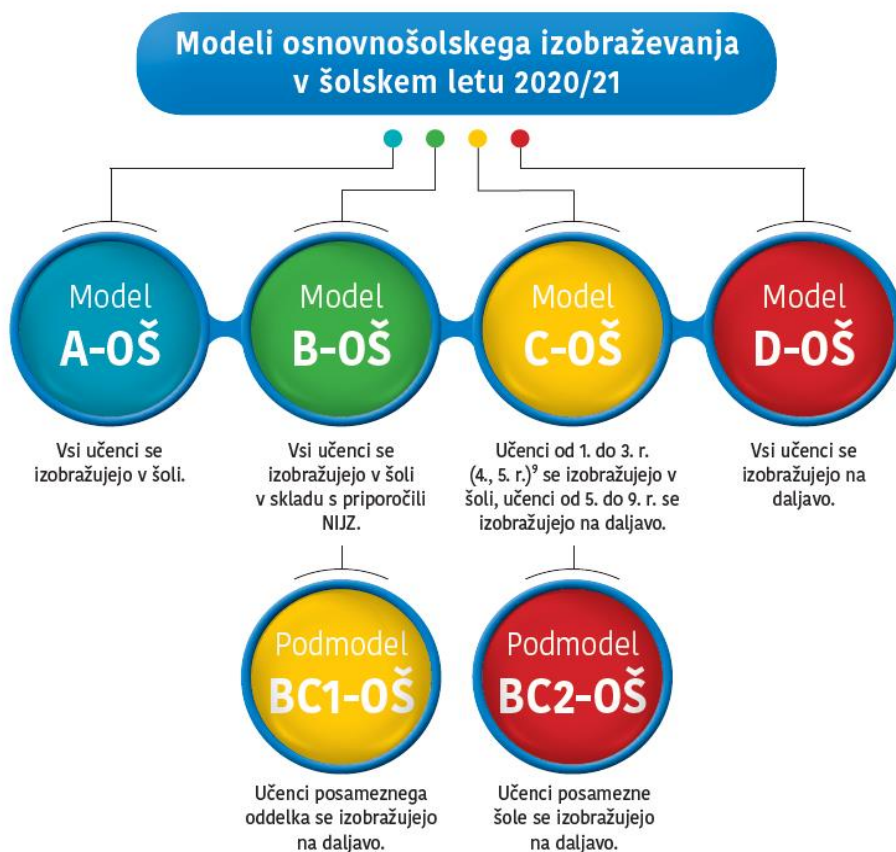 Modeli osnovnošolskega izobraževanja
v šolskem letu 2020/21
Model
A-OŠ
Vsi učenci se
izobražujejo v šoli.
Model
B-OŠ
Vsi učenci se
izobražujejo v šoli
v skladu s priporočili
NIJZ.
Model
C-OŠ
Učenci od 1. do 3. r.
(4., 5. r.)⁹ se izobražujejo v
šoli, učenci od 5. do 9. r. se
izobražujejo na daljavo.
Model
D-OŠ
Vsi učenci se
izobražujejo na
daljavo.
Podmodel
BC1-OŠ
Učenci posameznega
oddelka se izobražujejo
na daljavo.
Podmodel
BC2-OŠ
Učenci posamezne
šole se izobražujejo
na daljavo.